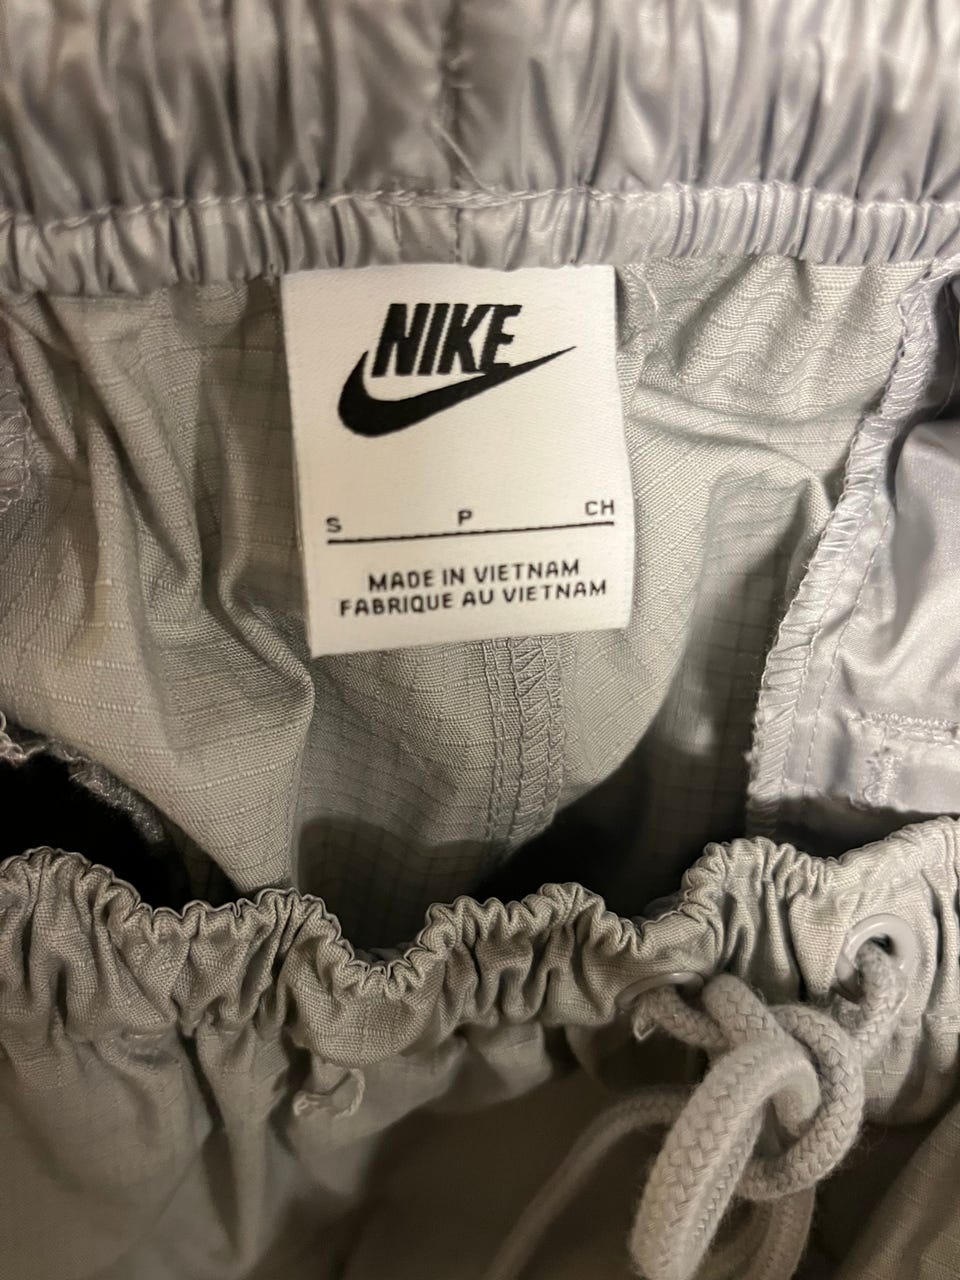 NIKE
S P CH
MADE IN VIETNAM
FABRIQUE AU VIETNAM